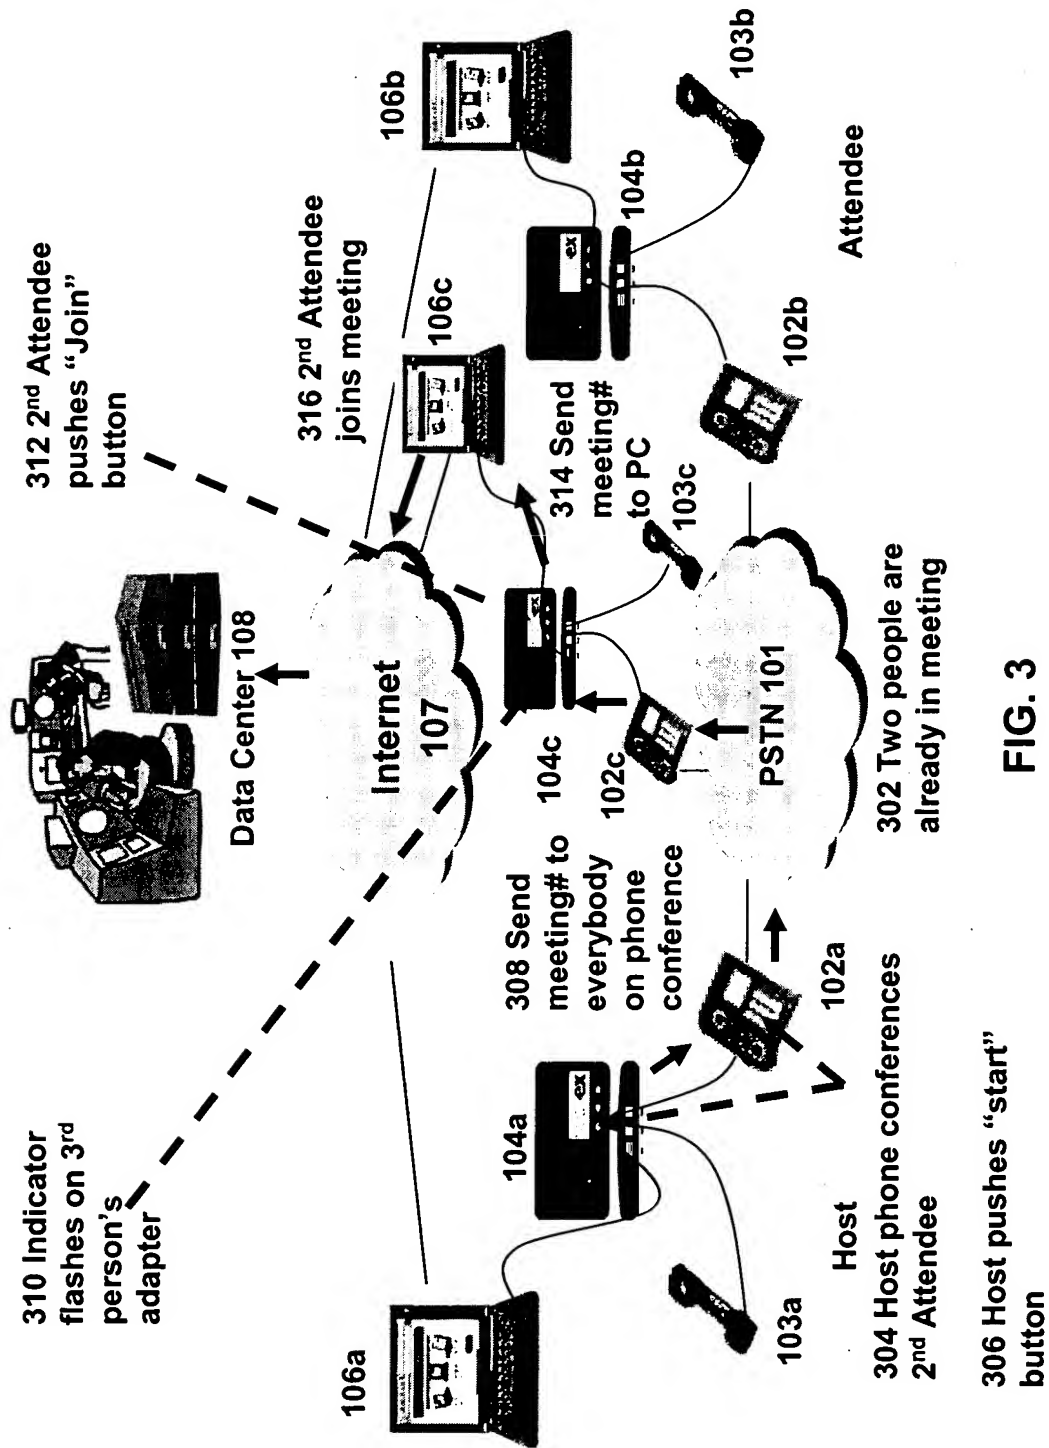 310 Indicator
flashes on 3rd
person's
adapter
312 2nd Attendee
pushes "Join"
button
Data Center 108
316 2nd Attendee
joins meeting
106a
106c
106b
Internet
107
104a
308 Send
meeting# to
everybody
on phone
conference
104c
102c
314 Send
meeting#
to PC
103c
104b
103a
102a
PSTN 101
102b
103b
Host
304 Host phone conferences
2nd Attendee
306 Host pushes "start"
button
302 Two people are
already in meeting
Attendee
FIG. 3